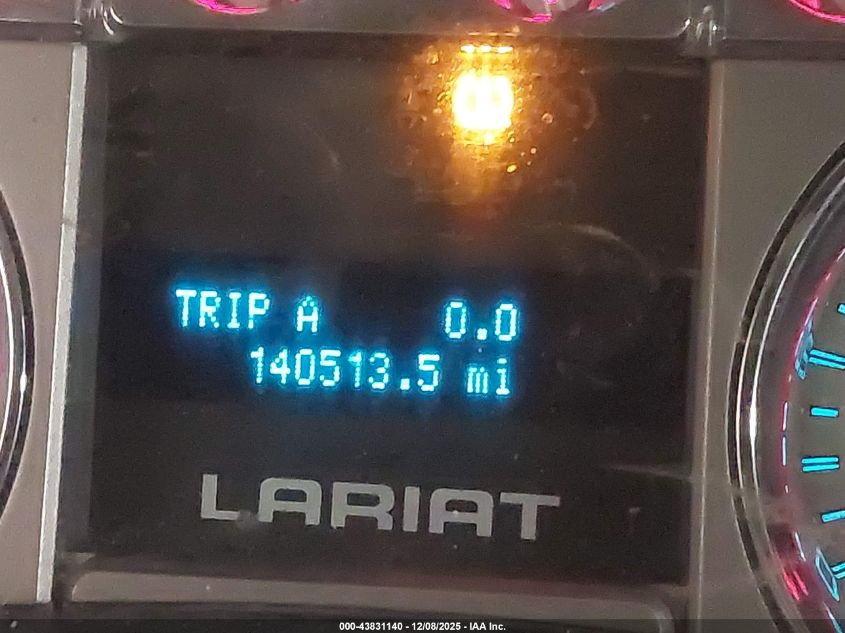 TRIP A 0.0
140513.5 mi
LARIAT
000-43831140 - 12/08/2025 - IAA Inc.